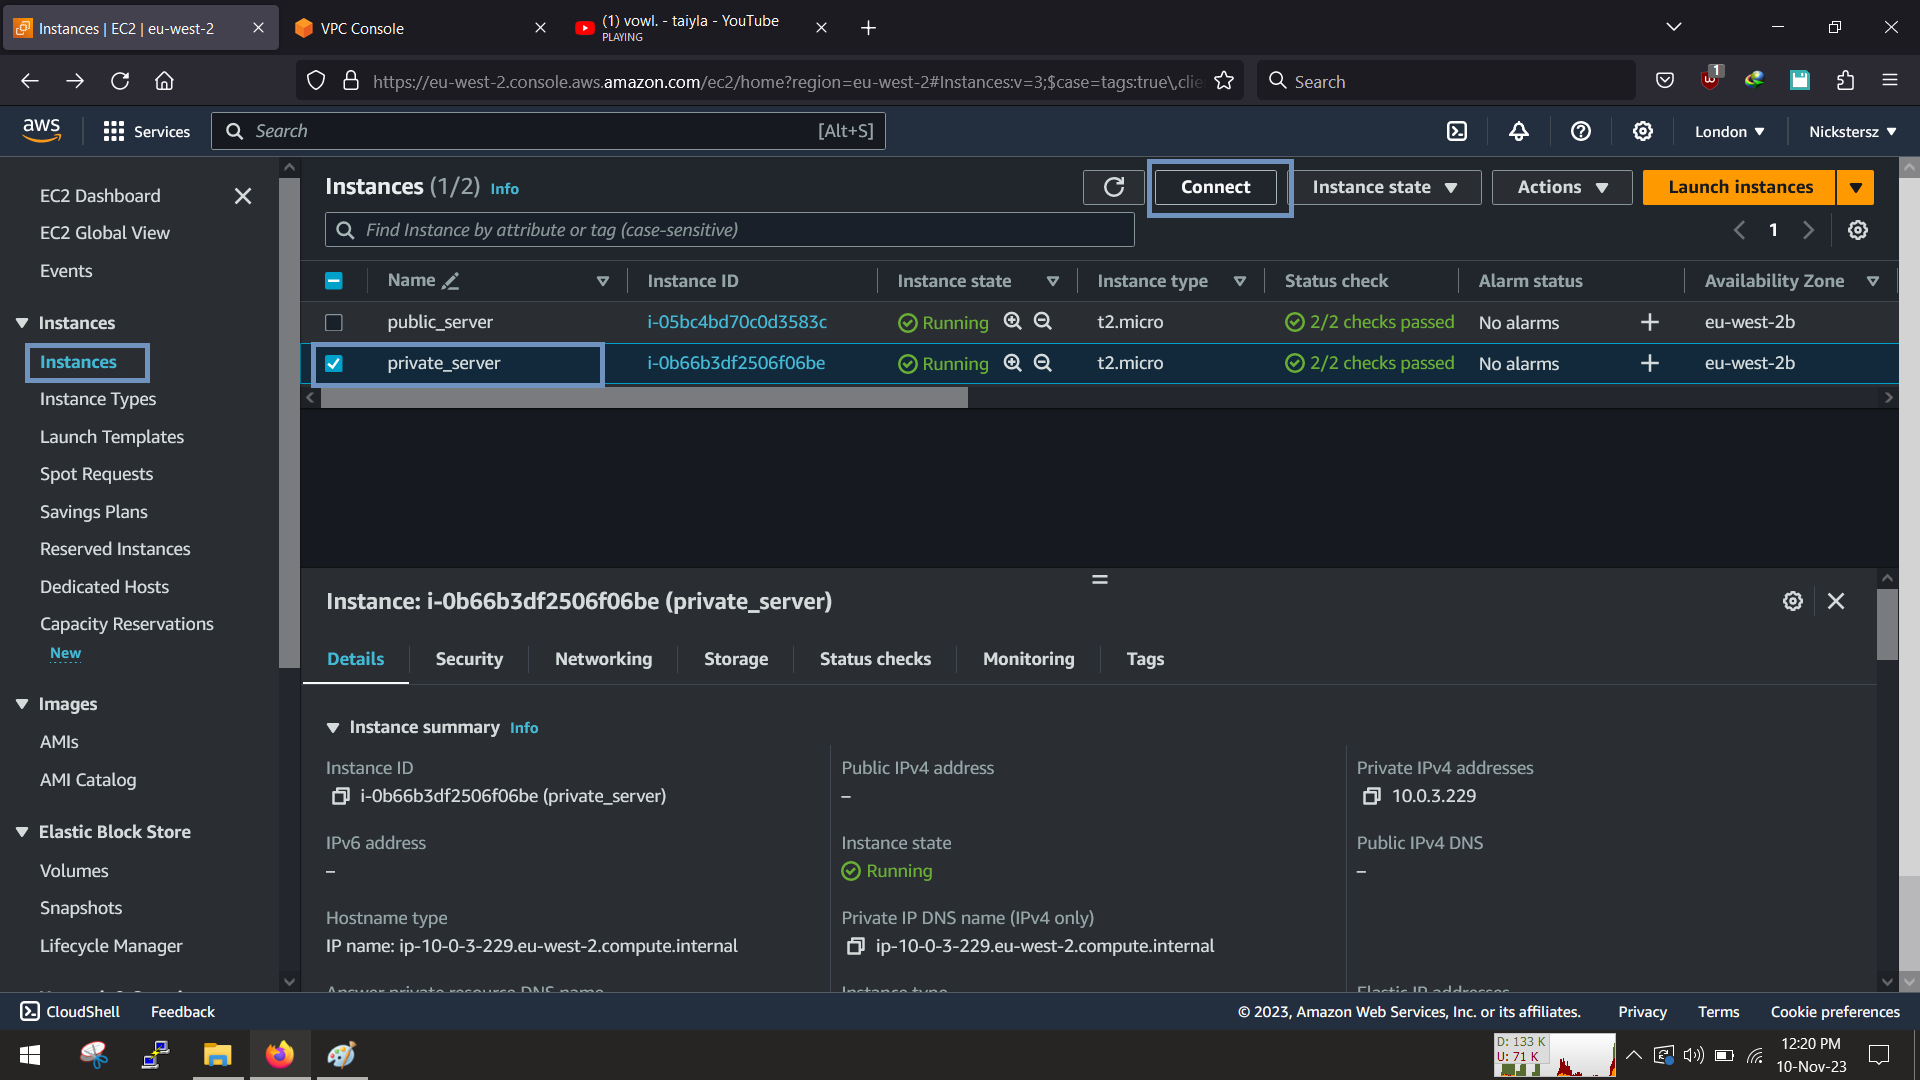 Instances | EC2 | eu-west-2
VPC Console
(1) vowl. - taiyla - YouTube
PLAYING
https://eu-west-2.console.aws.amazon.com/ec2/home?region=eu-west-2#Instances:v=3;$case=tags:true\,clie
Search
1
aws
Services
Search
[Alt+S]
London
Nickstersz
EC2 Dashboard
EC2 Global View
Events
Instances
Instances
Instance Types
Launch Templates
Spot Requests
Savings Plans
Reserved Instances
Dedicated Hosts
Capacity Reservations
New
Images
AMIs
AMI Catalog
Elastic Block Store
Volumes
Snapshots
Lifecycle Manager
Instances (1/2) Info
Connect
Instance state
Actions
Launch instances
Find Instance by attribute or tag (case-sensitive)
1
Name Instance ID Instance state Instance type Status check Alarm status Availability Zone
public_server i-05bc4bd70c0d3583c Running t2.micro 2/2 checks passed No alarms eu-west-2b
private_server i-0b66b3df2506f06be Running t2.micro 2/2 checks passed No alarms eu-west-2b
Instance: i-0b66b3df2506f06be (private_server)
Details Security Networking Storage Status checks Monitoring Tags
Instance summary Info
Instance ID
i-0b66b3df2506f06be (private_server)
Public IPv4 address
–
Private IPv4 addresses
10.0.3.229
IPv6 address
–
Instance state
Running
Public IPv4 DNS
–
Hostname type
IP name: ip-10-0-3-229.eu-west-2.compute.internal
Private IP DNS name (IPv4 only)
ip-10-0-3-229.eu-west-2.compute.internal
Answer private resource DNS name
Instance type
Elastic IP addresses
CloudShell
Feedback
© 2023, Amazon Web Services, Inc. or its affiliates.
Privacy
Terms
Cookie preferences
D: 133 K
U: 71 K
12:20 PM
10-Nov-23